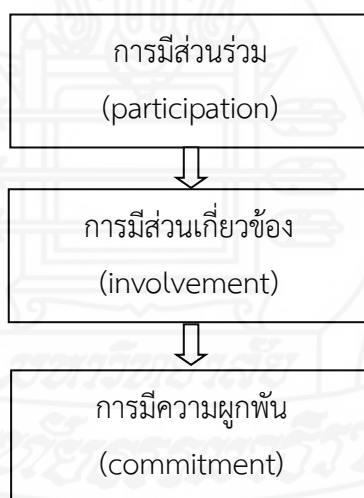 การมีส่วนร่วม
(participation)
การมีส่วนเกี่ยวข้อง
(involvement)
การมีความผูกพัน
(commitment)